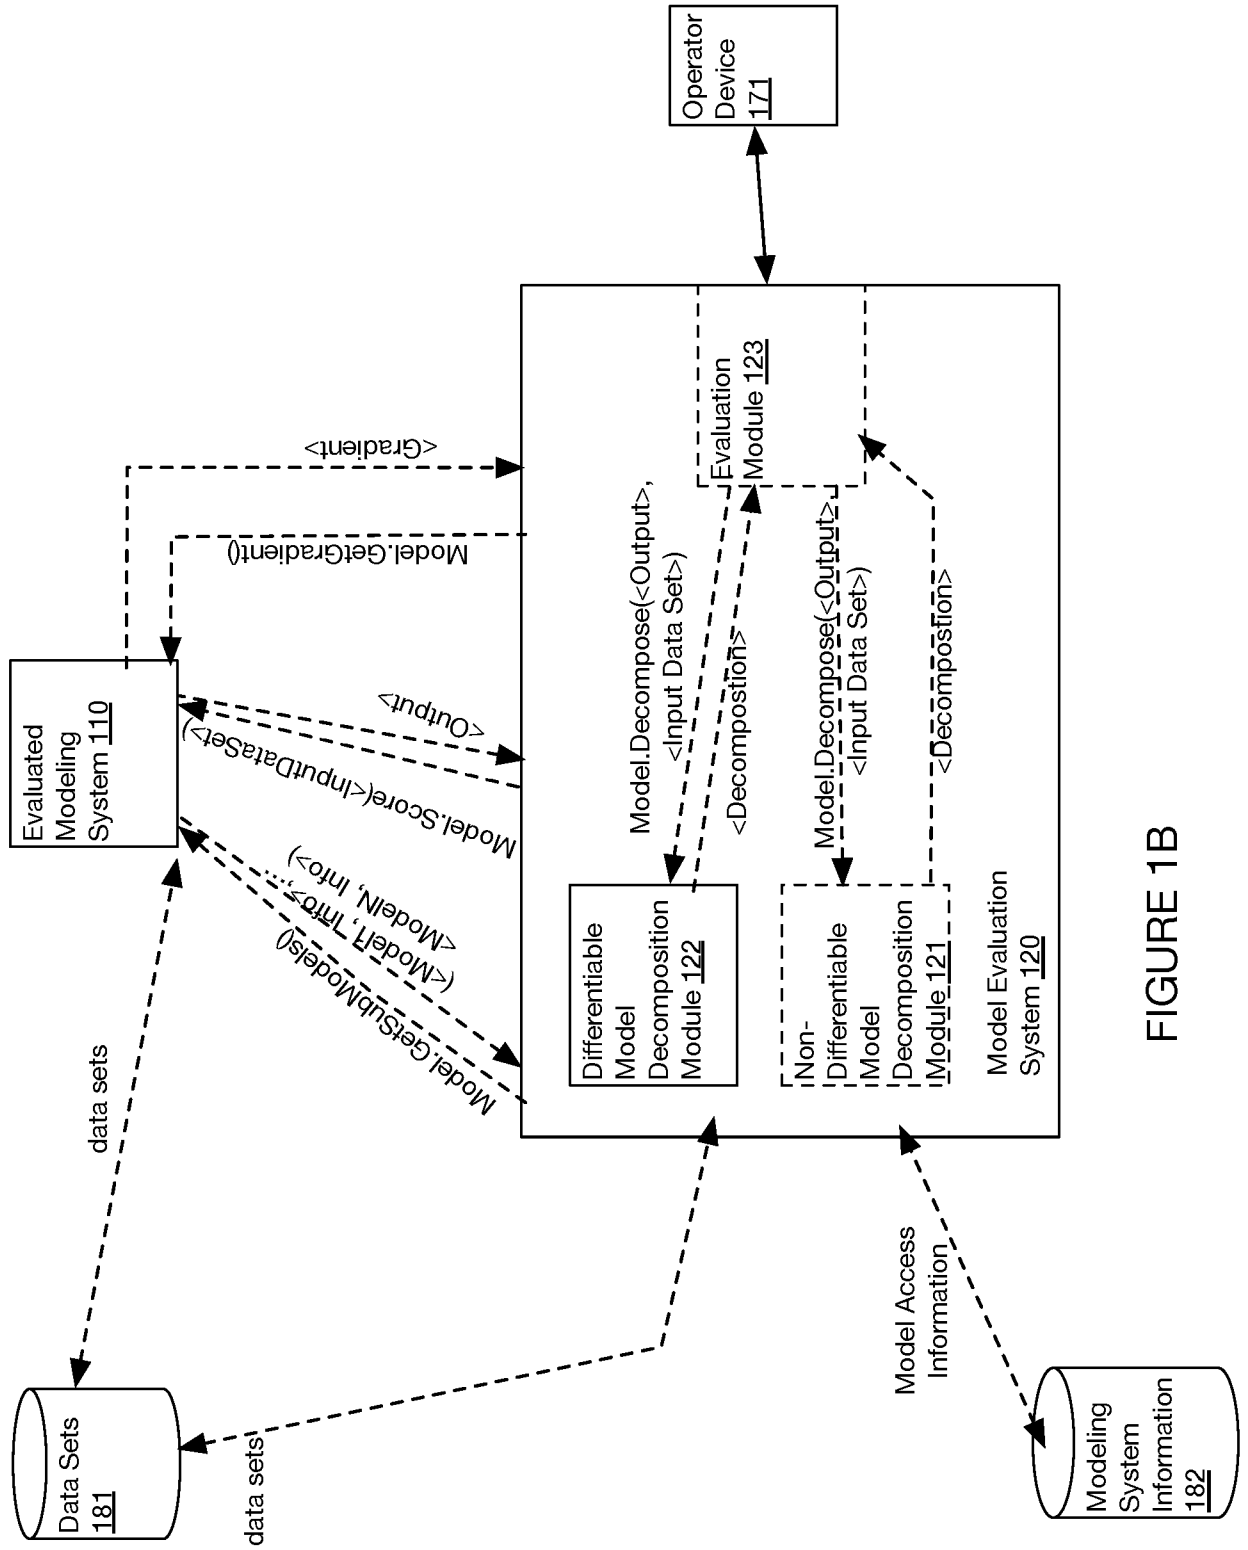 Data Sets
181
data sets
data sets
Evaluated
Modeling
System 110
Model.GetSubModels()
(<Model1, Info>,...
<ModelN, Info>)
Model.Score(<InputDataSet>)
<Output>
Model.GetGradient()
<Gradient>
Modeling
System
Information
182
Model Access
Information
Differentiable
Model
Decomposition
Module 122
Non-
Differentiable
Model
Decomposition
Module 121
Model Evaluation
System 120
Model.Decompose(<Output>,
<Input Data Set>)
<Decompostion>
Model.Decompose(<Output>,
<Input Data Set>)
<Decompostion>
Evaluation
Module 123
Operator
Device
171
FIGURE 1B